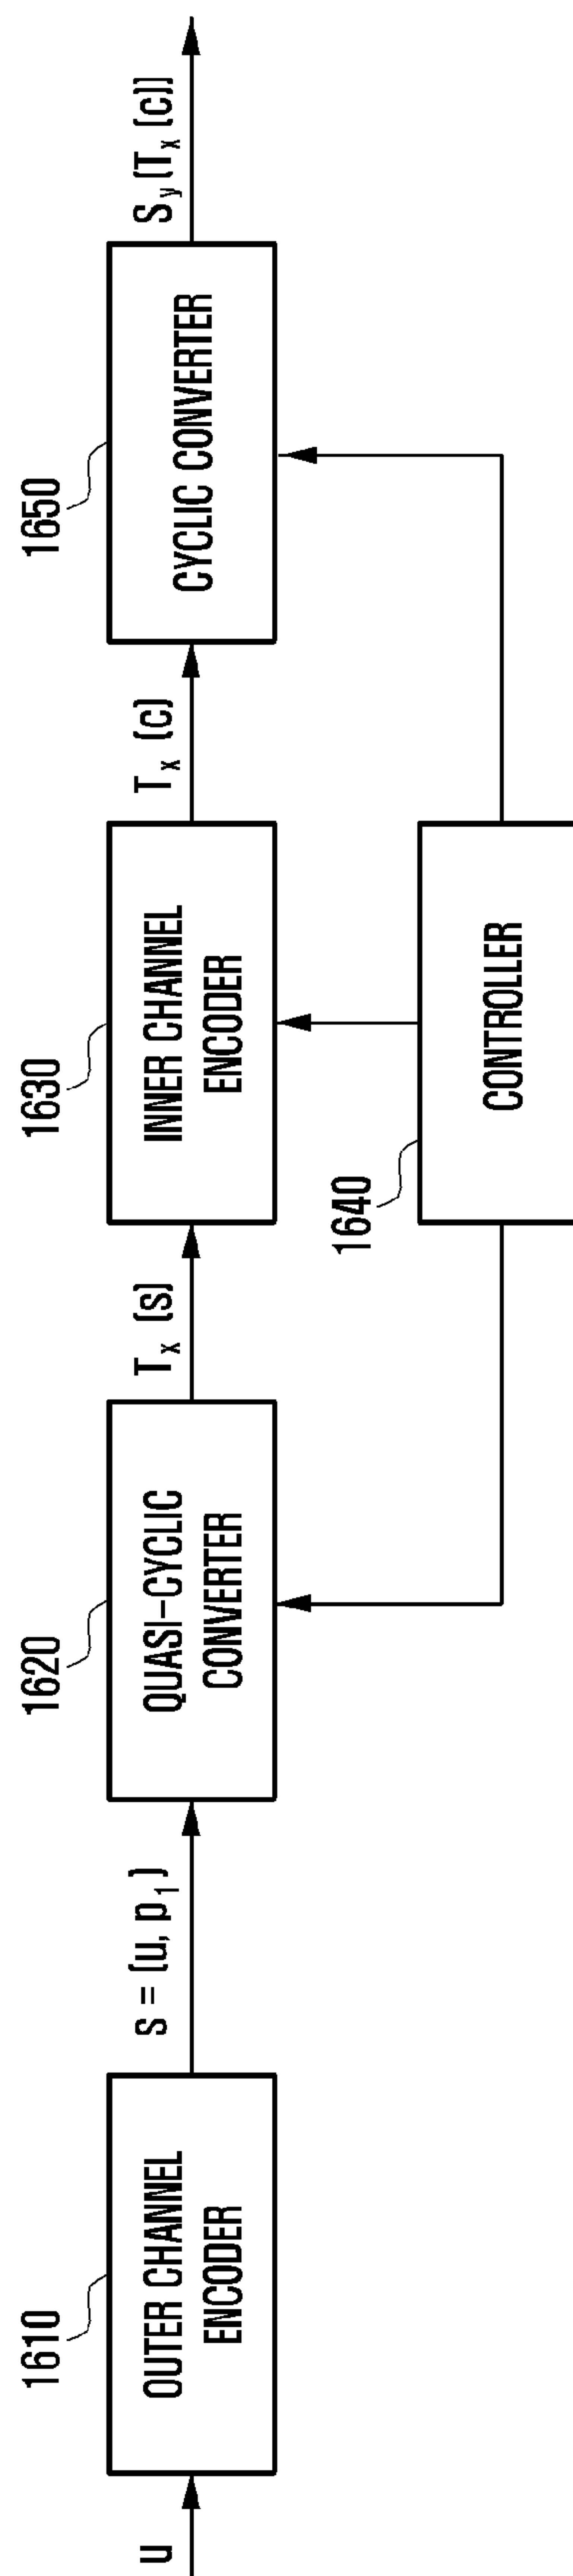 u
1610
OUTER CHANNEL
ENCODER
s = (u, p1)
1620
QUASI-CYCLIC
CONVERTER
Tx (s)
1630
INNER CHANNEL
ENCODER
Tx (c)
1650
CYCLIC CONVERTER
Sy (Tx (c))
1640
CONTROLLER